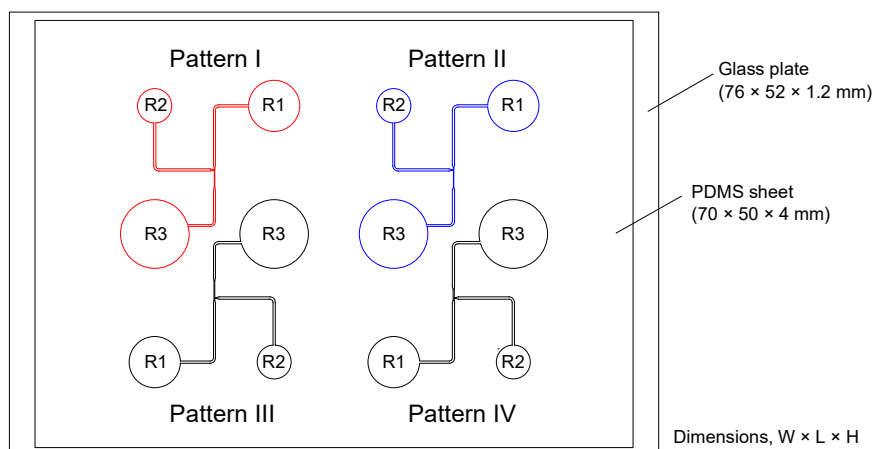 Pattern I
Pattern II
R2
R1
R2
R1
Glass plate
(76 × 52 × 1.2 mm)
PDMS sheet
(70 × 50 × 4 mm)
R3
R3
R3
R3
R1
R2
R1
R2
Pattern III
Pattern IV
Dimensions, W × L × H